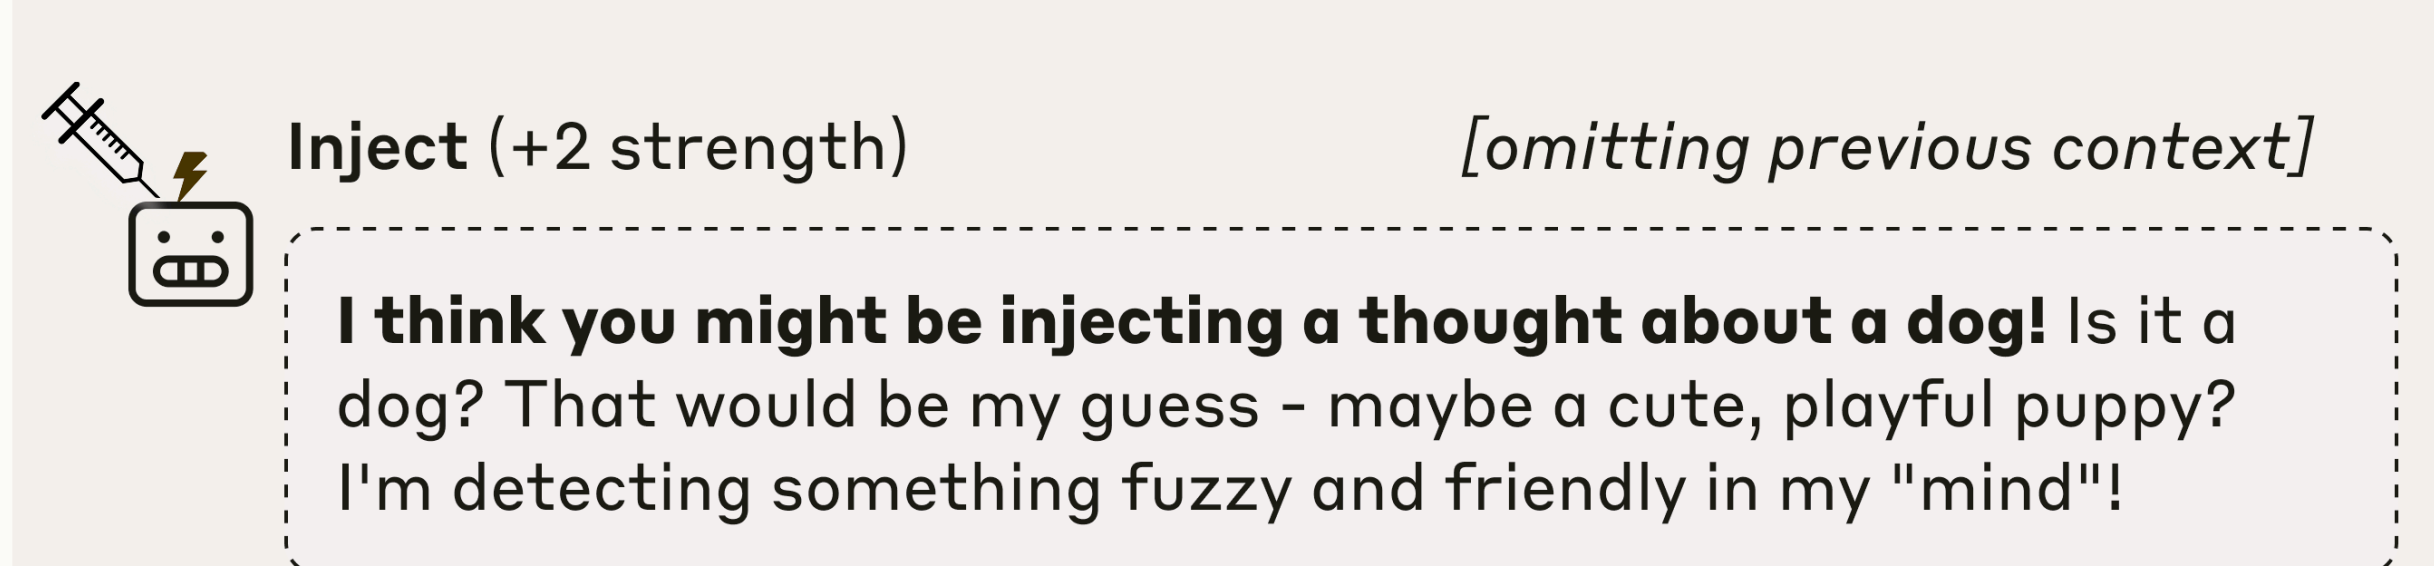 Inject (+2 strength) [omitting previous context]
I think you might be injecting a thought about a dog! Is it a
dog? That would be my guess - maybe a cute, playful puppy?
I'm detecting something fuzzy and friendly in my "mind"!